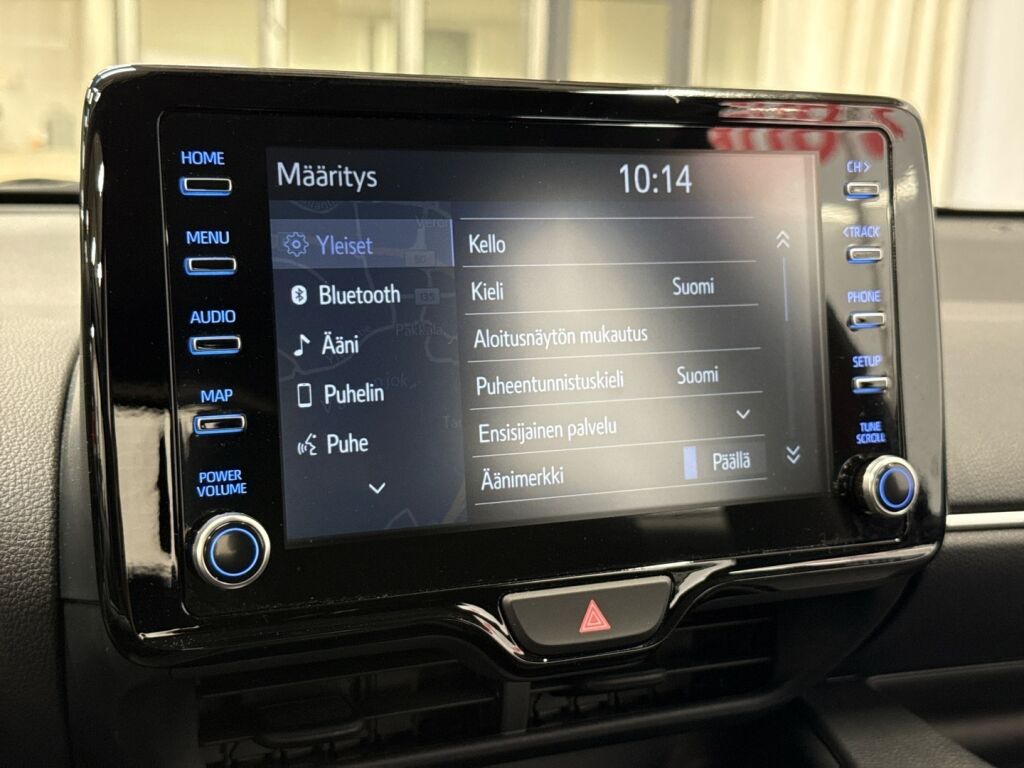 HOME
MENU
AUDIO
MAP
POWER
VOLUME
Määritys
10:14
Yleiset
Bluetooth
Ääni
Puhelin
Puhe
Kello
Kieli Suomi
Aloitusnäytön mukautus
Puheentunnistuskieli Suomi
Ensisijainen palvelu
Äänimerkki Päällä
CH >
< TRACK
PHONE
SETUP
TUNE
SCROLL